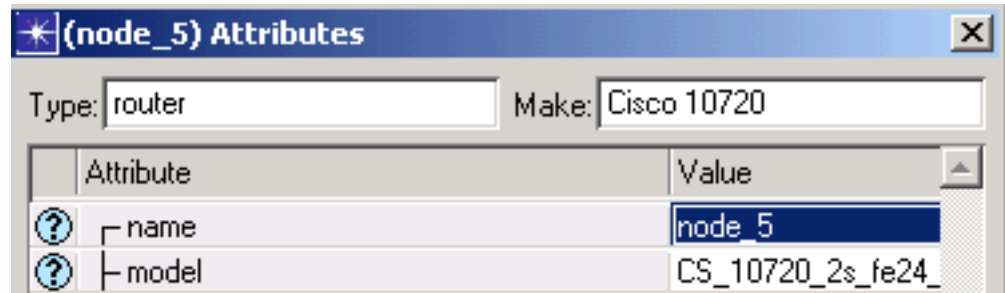 (node_5) Attributes
Type: router Make: Cisco 10720
Attribute Value
name node_5
model CS_10720_2s_fe24_